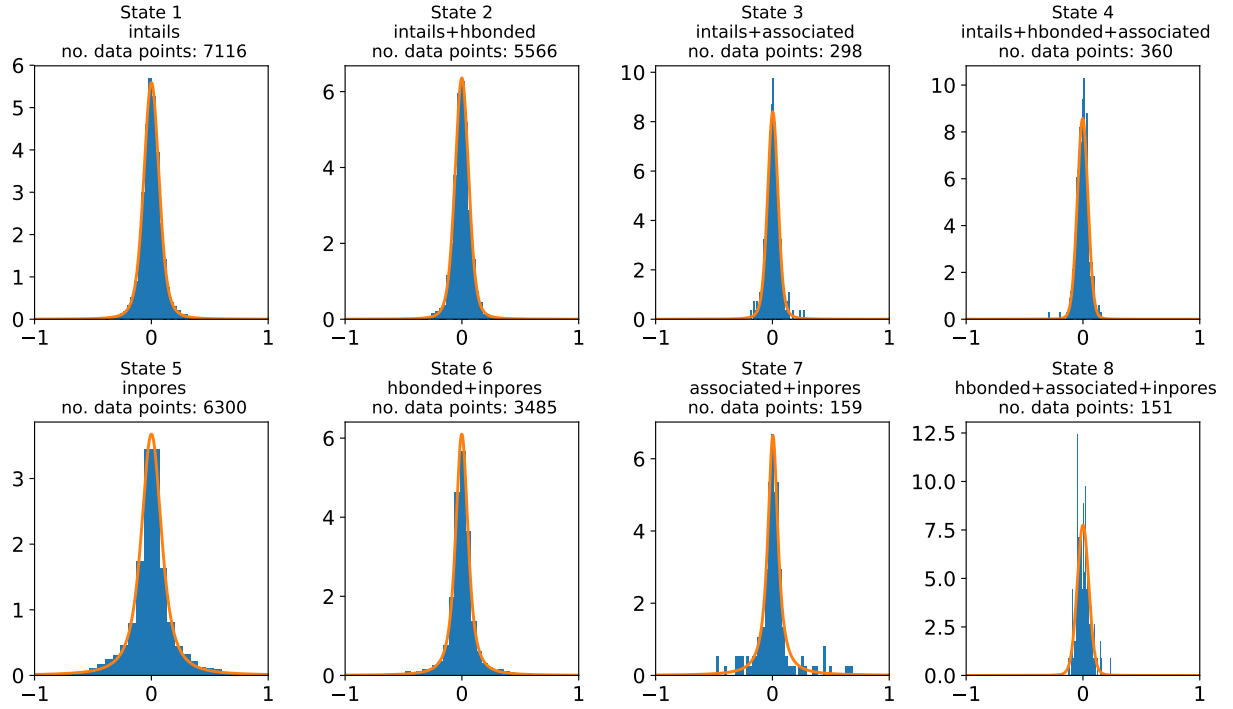 State 1
intails
no. data points: 7116
State 2
intails+hbonded
no. data points: 5566
State 3
intails+associated
no. data points: 298
State 4
intails+hbonded+associated
no. data points: 360
6
5
4
3
2
1
0
−1
0
1
6
4
2
0
−1
0
1
10
8
6
4
2
0
−1
0
1
10
8
6
4
2
0
−1
0
1
State 5
inpores
no. data points: 6300
State 6
hbonded+inpores
no. data points: 3485
State 7
associated+inpores
no. data points: 159
State 8
hbonded+associated+inpores
no. data points: 151
3
2
1
0
−1
0
1
6
4
2
0
−1
0
1
6
4
2
0
−1
0
1
12.5
10.0
7.5
5.0
2.5
0.0
−1
0
1